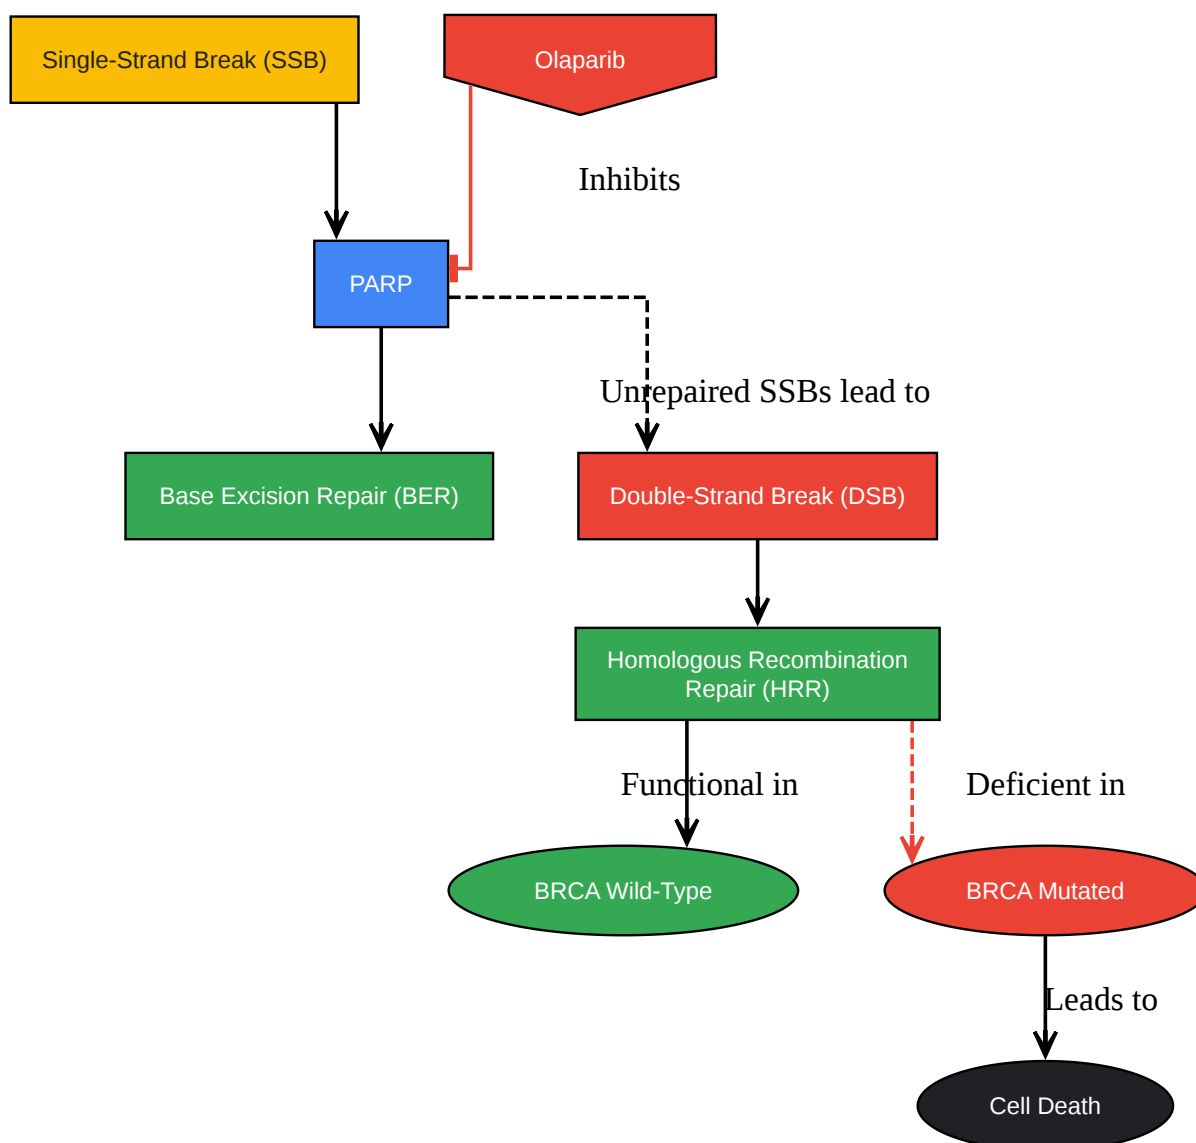 Single-Strand Break (SSB)
Olaparib
Inhibits
PARP
Unrepaired SSBs lead to
Base Excision Repair (BER)
Double-Strand Break (DSB)
Homologous Recombination
Repair (HRR)
Functional in
Deficient in
BRCA Wild-Type
BRCA Mutated
Leads to
Cell Death